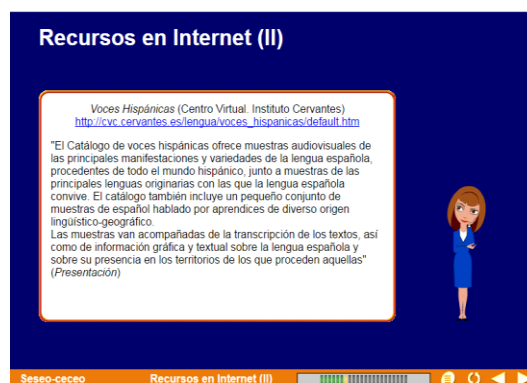 Recursos en Internet (II)
Voces Hispánicas (Centro Virtual. Instituto Cervantes)
http://cvc.cervantes.es/lengua/voces_hispanicas/default.htm
"El Catálogo de voces hispánicas ofrece muestras audiovisuales de
las principales manifestaciones y variedades de la lengua española,
procedentes de todo el mundo hispánico, junto a muestras de las
principales lenguas originarias con las que la lengua española
convive. El catálogo también incluye un pequeño conjunto de
muestras de español hablado por aprendices de diverso origen
lingüístico-geográfico.
Las muestras van acompañadas de la transcripción de los textos, así
como de información gráfica y textual sobre la lengua española y
sobre su presencia en los territorios de los que proceden aquellas"
(Presentación)
Seseo-ceceo Recursos en Internet (II)